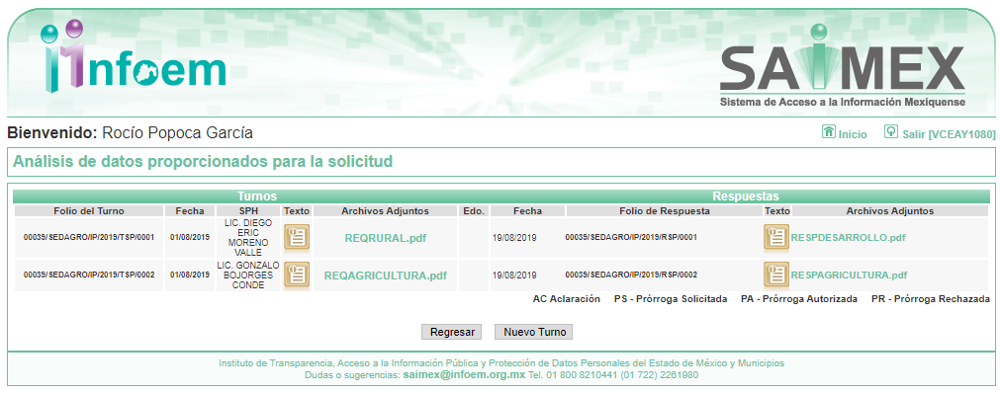 infoem
SAIMEX
Sistema de Acceso a la Información Mexiquense
Bienvenido: Rocío Popoca García
Inicio Salir [VCEAY1080]
Análisis de datos proporcionados para la solicitud
Turnos Respuestas
Folio del Turno Fecha SPH Texto Archivos Adjuntos Edo. Fecha Folio de Respuesta Texto Archivos Adjuntos
00039/SEDAGRO/IP/2019/TSP/0001 01/08/2019 LIC. DIEGO
ERIC
MORENO
VALLE
REQRURAL.pdf 19/08/2019 00039/SEDAGRO/IP/2019/RSP/0001 RESPDESARROLLO.pdf
00039/SEDAGRO/IP/2019/TSP/0002 01/08/2019 LIC. GONZALO
BOJORGES
CONDE
REQAGRICULTURA.pdf 19/08/2019 00039/SEDAGRO/IP/2019/RSP/0002 RESPAGRICULTURA.pdf
AC Aclaración PS - Prórroga Solicitada PA - Prórroga Autorizada PR - Prórroga Rechazada
Regresar Nuevo Turno
Instituto de Transparencia, Acceso a la Información Pública y Protección de Datos Personales del Estado de México y Municipios
Dudas o sugerencias: saimex@infoem.org.mx Tel. 01 800 8210441 (01 722) 2261980